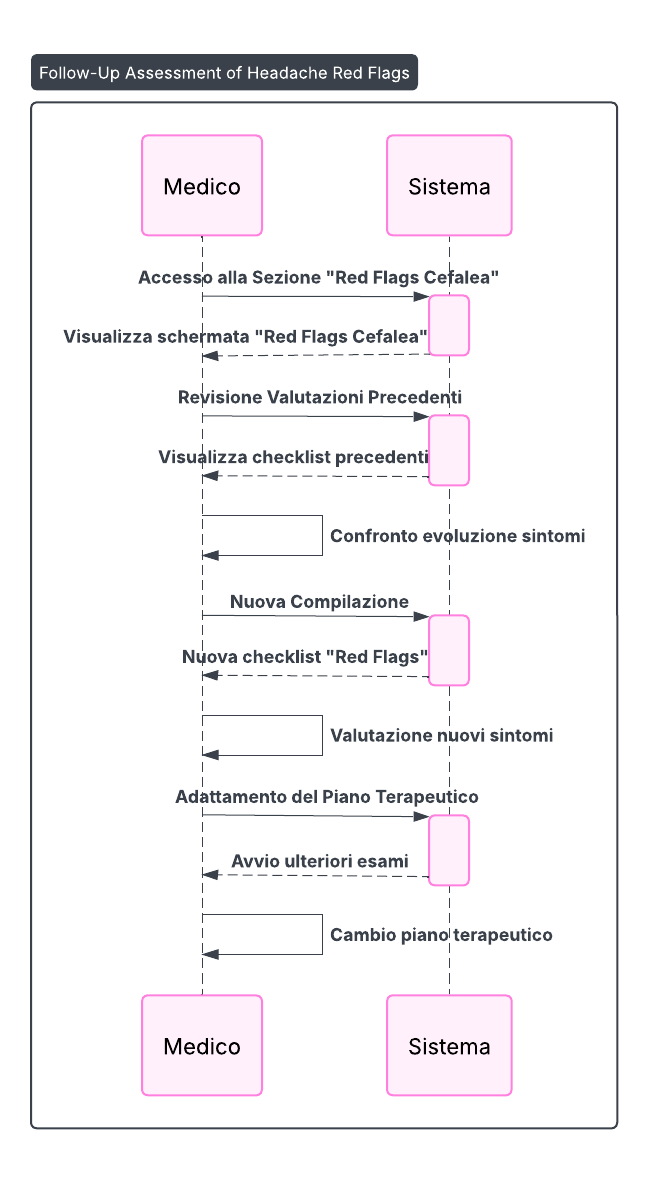 Follow-Up Assessment of Headache Red Flags
Medico
Sistema
Accesso alla Sezione "Red Flags Cefalea"
Visualizza schermata "Red Flags Cefalea"
Revisione Valutazioni Precedenti
Visualizza checklist precedenti
Confronto evoluzione sintomi
Nuova Compilazione
Nuova checklist "Red Flags"
Valutazione nuovi sintomi
Adattamento del Piano Terapeutico
Avvio ulteriori esami
Cambio piano terapeutico
Medico
Sistema